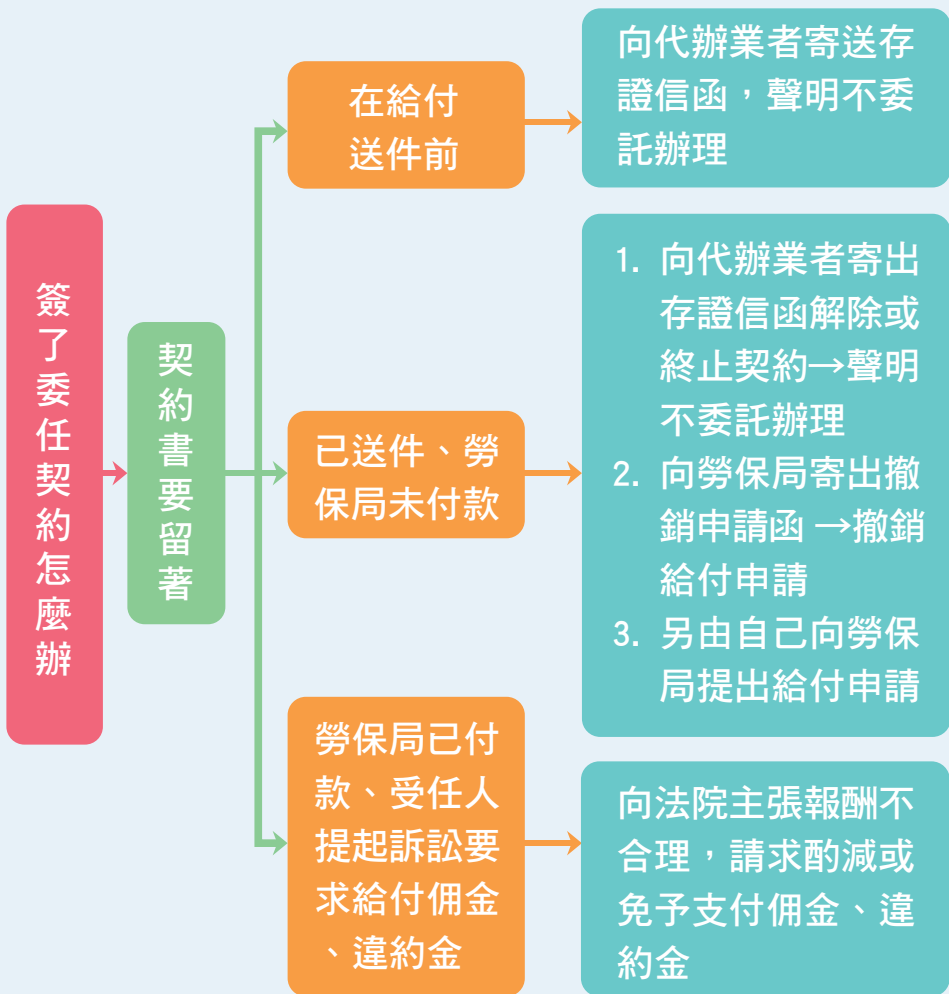 簽了委任契約怎麼辦
契約書要留著
在給付
送件前
向代辦業者寄送存
證信函，聲明不委
託辦理
已送件、勞
保局未付款
1. 向代辦業者寄出
存證信函解除或
終止契約→聲明
不委託辦理
2. 向勞保局寄出撤
銷申請函→撤銷
給付申請
3. 另由自己向勞保
局提出給付申請
勞保局已付
款、受任人
提起訴訟要
求給付佣金
、違約金
向法院主張報酬不
合理，請求酌減或
免予支付佣金、違
約金